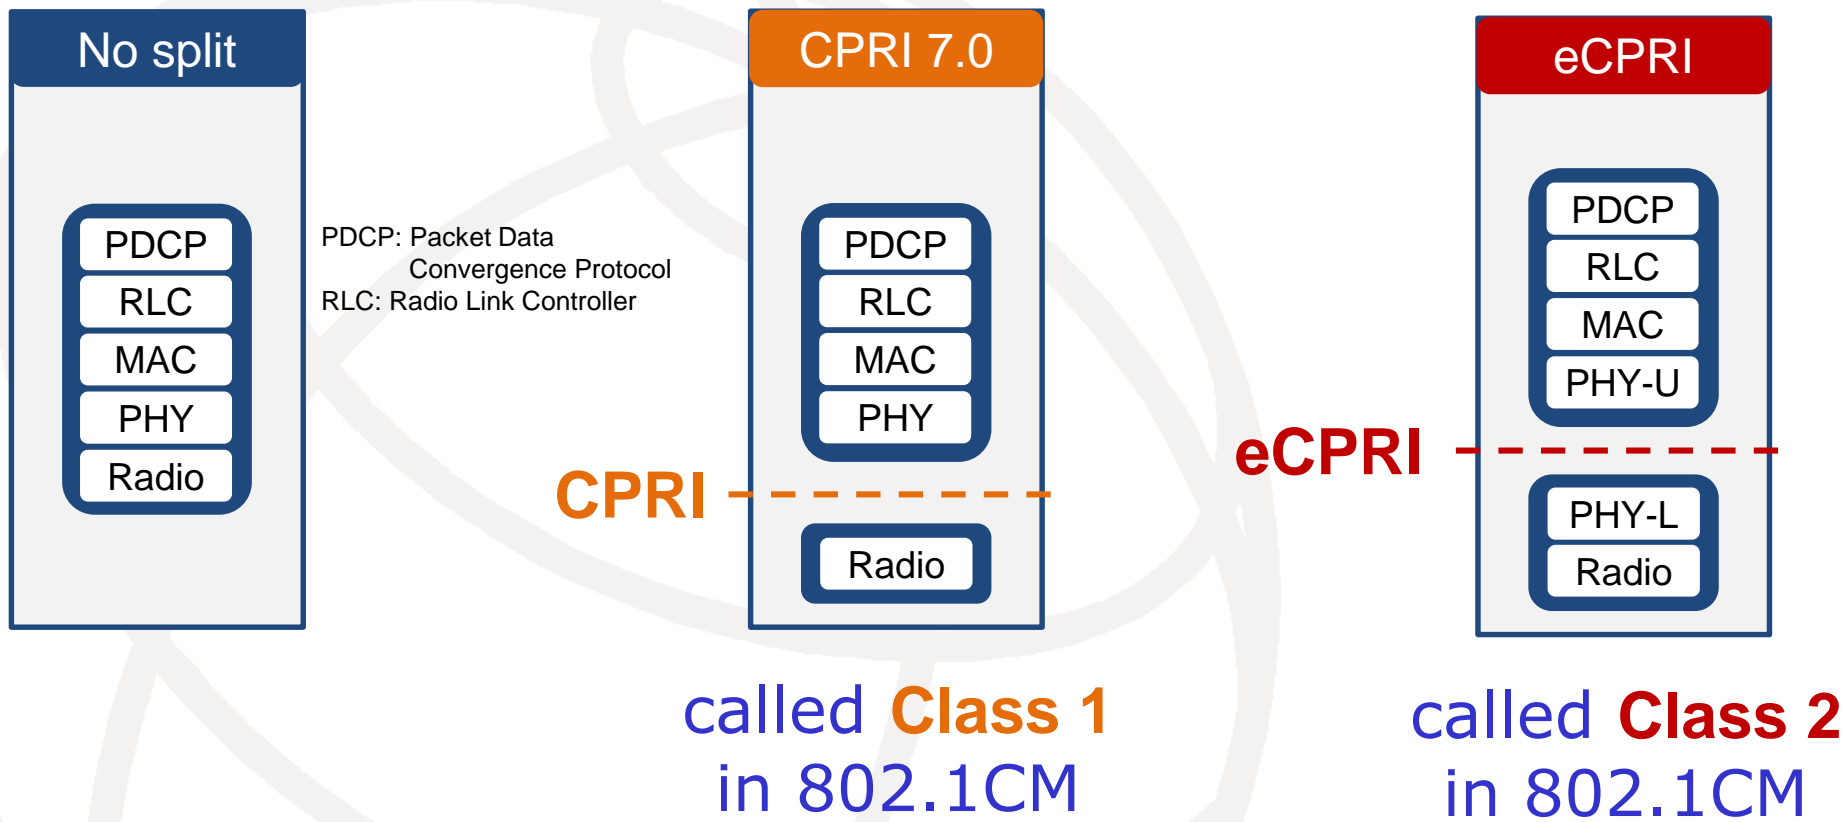 No split
PDCP
RLC
MAC
PHY
Radio
PDCP: Packet Data
Convergence Protocol
RLC: Radio Link Controller
CPRI 7.0
PDCP
RLC
MAC
PHY
CPRI
Radio
called Class 1
in 802.1CM
eCPRI
PDCP
RLC
MAC
PHY-U
eCPRI
PHY-L
Radio
called Class 2
in 802.1CM